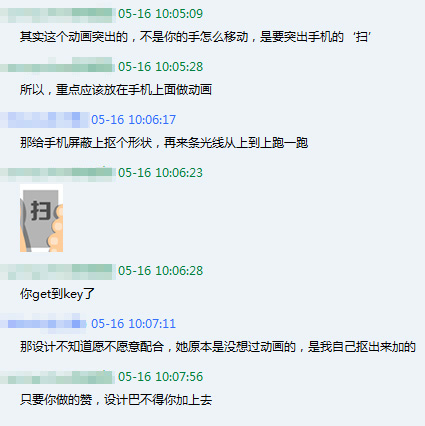 05-16 10:05:09
其实这个动画突出的，不是你的手怎么移动，是要突出手机的‘扫’
05-16 10:05:28
所以，重点应该放在手机上面做动画
05-16 10:06:17
那给手机屏蔽上抠个形状，再来条光线从上到上跑一跑
05-16 10:06:23
扫
05-16 10:06:28
你get到key了
05-16 10:07:11
那设计不知道愿不愿意配合，她原本是没想过动画的，是我自己抠出来加的
05-16 10:07:56
只要你做的赞，设计巴不得你加上去